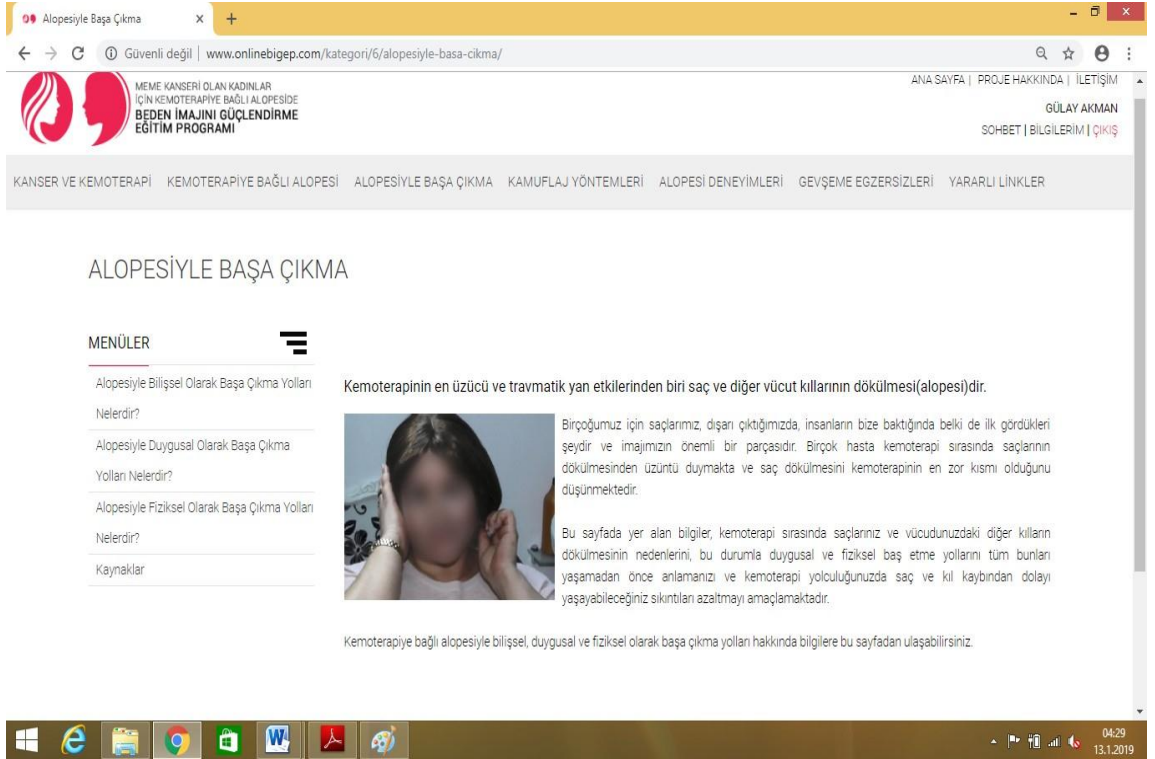 Alopesiyle Başa Çıkma
Güvenli değil | www.onlinebigep.com/kategori/6/alopesiyle-basa-cikma/
MEME KANSERİ OLAN KADINLAR
İÇİN KEMOTERAPİYE BAĞLI ALOPESİDE
BEDEN İMAJINI GÜÇLENDİRME
EĞİTİM PROGRAMI
ANA SAYFA | PROJE HAKKINDA | İLETİŞİM
GÜLAY AKMAN
SOHBET | BİLGİLERİM | ÇIKIŞ
KANSER VE KEMOTERAPİ KEMOTERAPİYE BAĞLI ALOPESİ ALOPESİYLE BAŞA ÇIKMA KAMUFLAJ YÖNTEMLERİ ALOPESİ DENEYİMLERİ GEVŞEME EGZERSİZLERİ YARARLI LİNKLER
ALOPESİYLE BAŞA ÇIKMA
MENÜLER
Alopesiyle Bilişsel Olarak Başa Çıkma Yolları
Nelerdir?
Alopesiyle Duygusal Olarak Başa Çıkma
Yolları Nelerdir?
Alopesiyle Fiziksel Olarak Başa Çıkma Yolları
Nelerdir?
Kaynaklar
Kemoterapinin en üzücü ve travmatik yan etkilerinden biri saç ve diğer vücut kıllarının dökülmesi(alopesi)dir.
Birçoğumuz için saçlarımız, dışarı çıktığımızda, insanların bize baktığında belki de ilk gördükleri
şeydir ve imajımızın önemli bir parçasıdır. Birçok hasta kemoterapi sırasında saçlarının
dökülmesinden üzüntü duymakta ve saç dökülmesini kemoterapinin en zor kısmı olduğunu
düşünmektedir.
Bu sayfada yer alan bilgiler, kemoterapi sırasında saçlarınız ve vücudunuzdaki diğer kılların
dökülmesinin nedenlerini, bu durumla duygusal ve fiziksel baş etme yollarını tüm bunları
yaşamadan önce anlamanızı ve kemoterapi yolculuğunuzda saç ve kıl kaybından dolayı
yaşayabileceğiniz sıkıntıları azaltmayı amaçlamaktadır.
Kemoterapiye bağlı alopesiyle bilişsel, duygusal ve fiziksel olarak başa çıkma yolları hakkında bilgilere bu sayfadan ulaşabilirsiniz.
04:29
13.1.2019